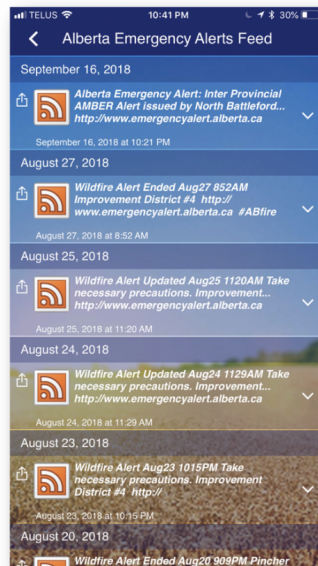 TELUS 10:41 PM 30%
Alberta Emergency Alerts Feed
September 16, 2018
Alberta Emergency Alert: Inter Provincial
AMBER Alert issued by North Battleford...
http://www.emergencyalert.alberta.ca
September 16, 2018 at 10:21 PM
August 27, 2018
Wildfire Alert Ended Aug27 852AM
Improvement District #4 http://
www.emergencyalert.alberta.ca #ABfire
August 27, 2018 at 8:52 AM
August 25, 2018
Wildfire Alert Updated Aug25 1120AM Take
necessary precautions. Improvement...
http://www.emergencyalert.alberta.ca
August 25, 2018 at 11:20 AM
August 24, 2018
Wildfire Alert Updated Aug24 1129AM Take
necessary precautions. Improvement...
http://www.emergencyalert.alberta.ca
August 24, 2018 at 11:29 AM
August 23, 2018
Wildfire Alert Aug23 1015PM Take
necessary precautions. Improvement
District #4 http://
August 23, 2018 at 10:15 PM
August 20, 2018
Wildfire Alert Ended Aug20 909PM Pincher